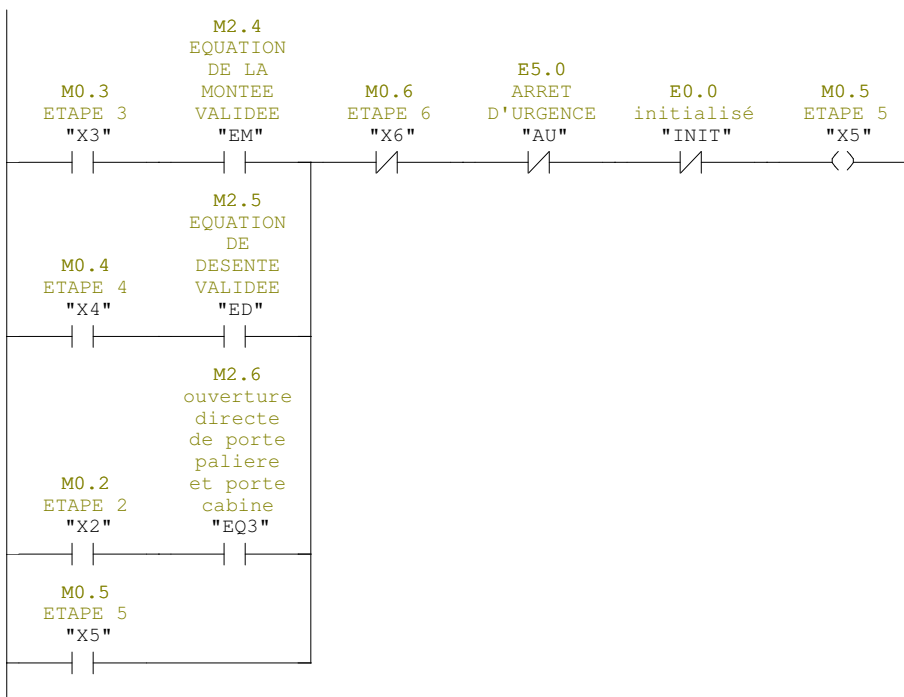 M2.4
EQUATION
DE LA
MONTEE
VALIDEE
"EM"
M0.3
ETAPE 3
"X3"
M0.6
ETAPE 6
"X6"
E5.0
ARRET
D'URGENCE
"AU"
E0.0
initialisé
"INIT"
M0.5
ETAPE 5
"X5"
M2.5
EQUATION
DE
DESENTE
VALIDEE
"ED"
M0.4
ETAPE 4
"X4"
M2.6
ouverture
directe
de porte
paliere
et porte
cabine
"EQ3"
M0.2
ETAPE 2
"X2"
M0.5
ETAPE 5
"X5"